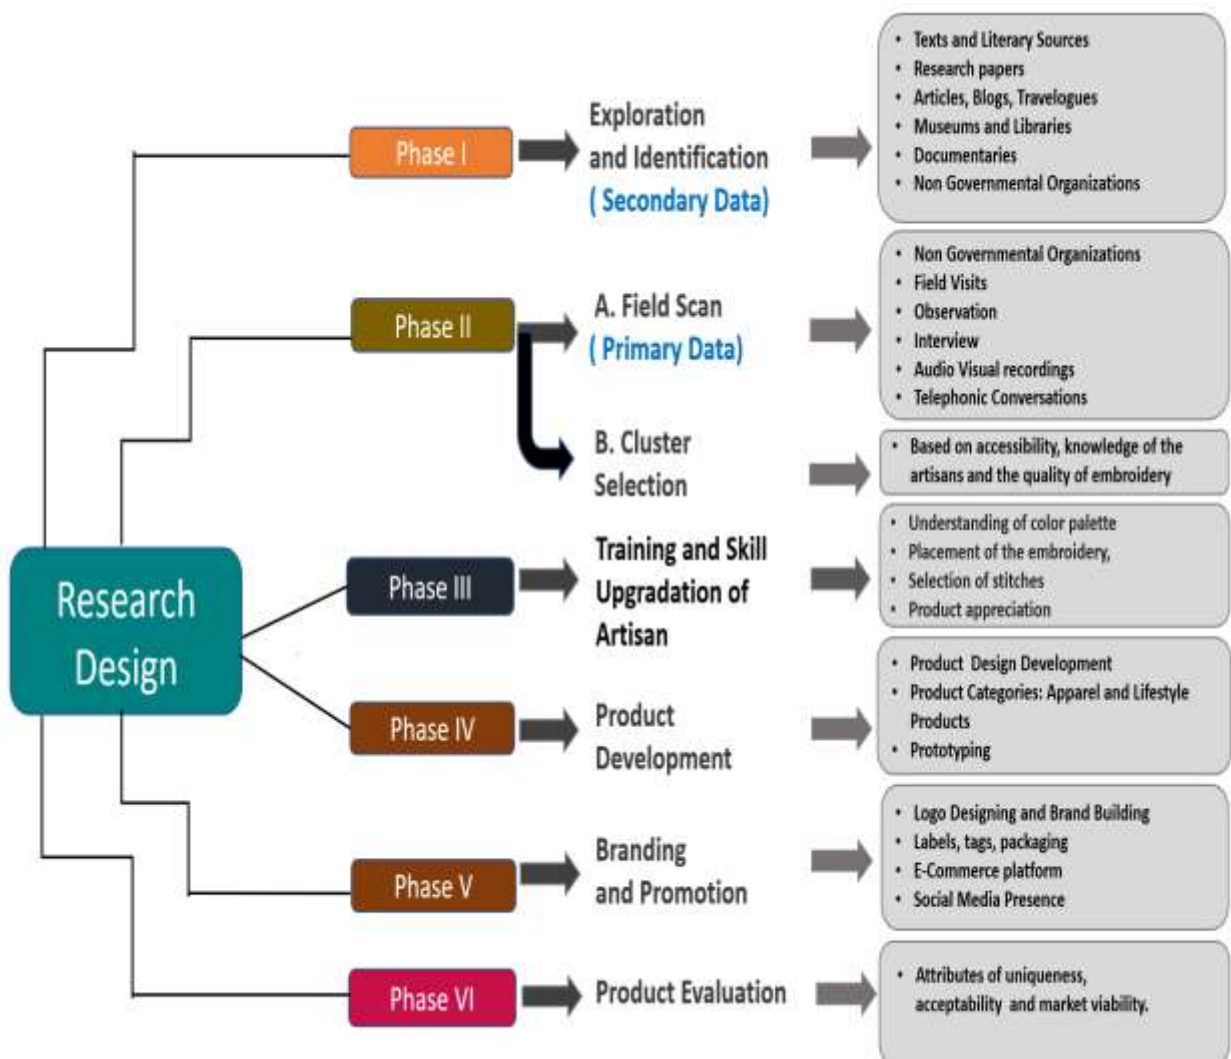 Research
Design
Phase I
Exploration
and Identification
( Secondary Data)
• Texts and Literary Sources
• Research papers
• Articles, Blogs, Travelogues
• Museums and Libraries
• Documentaries
• Non Governmental Organizations
Phase II
A. Field Scan
( Primary Data)
• Non Governmental Organizations
• Field Visits
• Observation
• Interview
• Audio Visual recordings
• Telephonic Conversations
B. Cluster
Selection
• Based on accessibility, knowledge of the
artisans and the quality of embroidery
Phase III
Training and Skill
Upgradation of
Artisan
• Understanding of color palette
• Placement of the embroidery,
• Selection of stitches
• Product appreciation
Phase IV
Product
Development
• Product Design Development
• Product Categories: Apparel and Lifestyle
Products
• Prototyping
Phase V
Branding
and Promotion
• Logo Designing and Brand Building
• Labels, tags, packaging
• E-Commerce platform
• Social Media Presence
Phase VI
Product Evaluation
• Attributes of uniqueness,
acceptability and market viability.